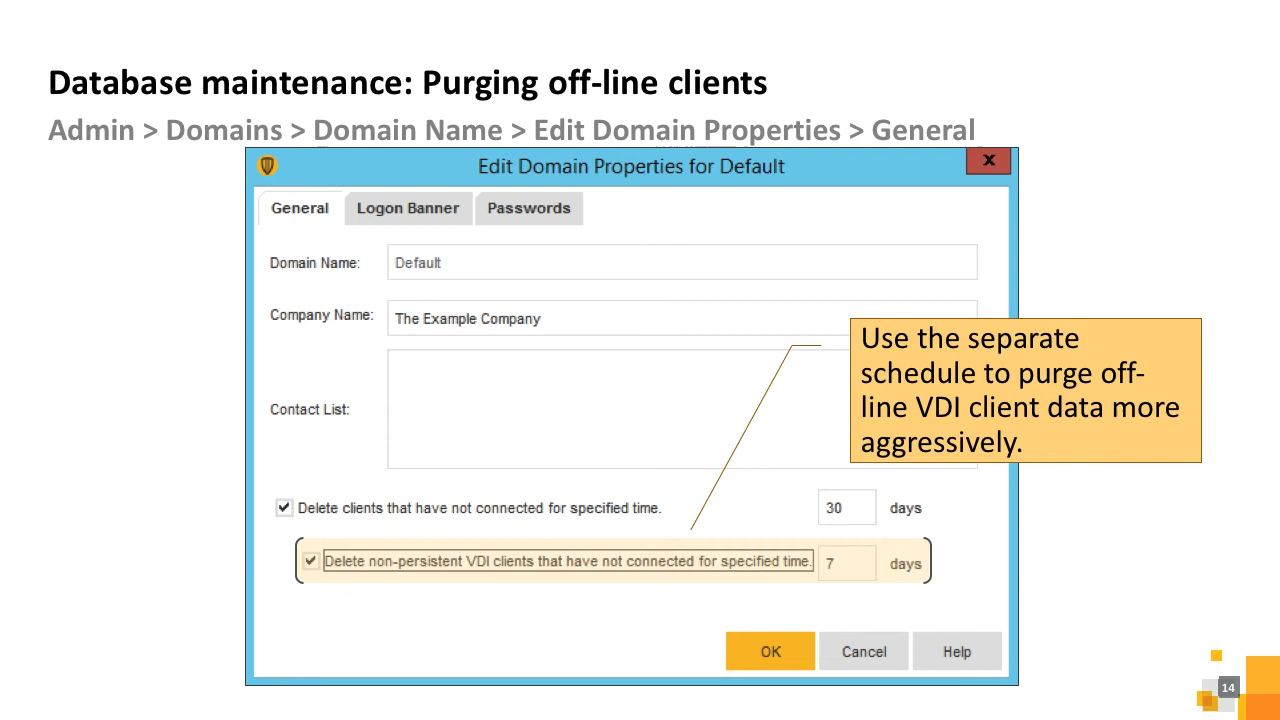 Database maintenance: Purging off-line clients
Admin > Domains > Domain Name > Edit Domain Properties > General
Edit Domain Properties for Default
x
General
Logon Banner
Passwords
Domain Name:
Default
Company Name:
The Example Company
Use the separate
schedule to purge off-
line VDI client data more
aggressively.
Contact List:
Delete clients that have not connected for specified time.
30
days
Delete non-persistent VDI clients that have not connected for specified time.
7
days
OK
Cancel
Help
14